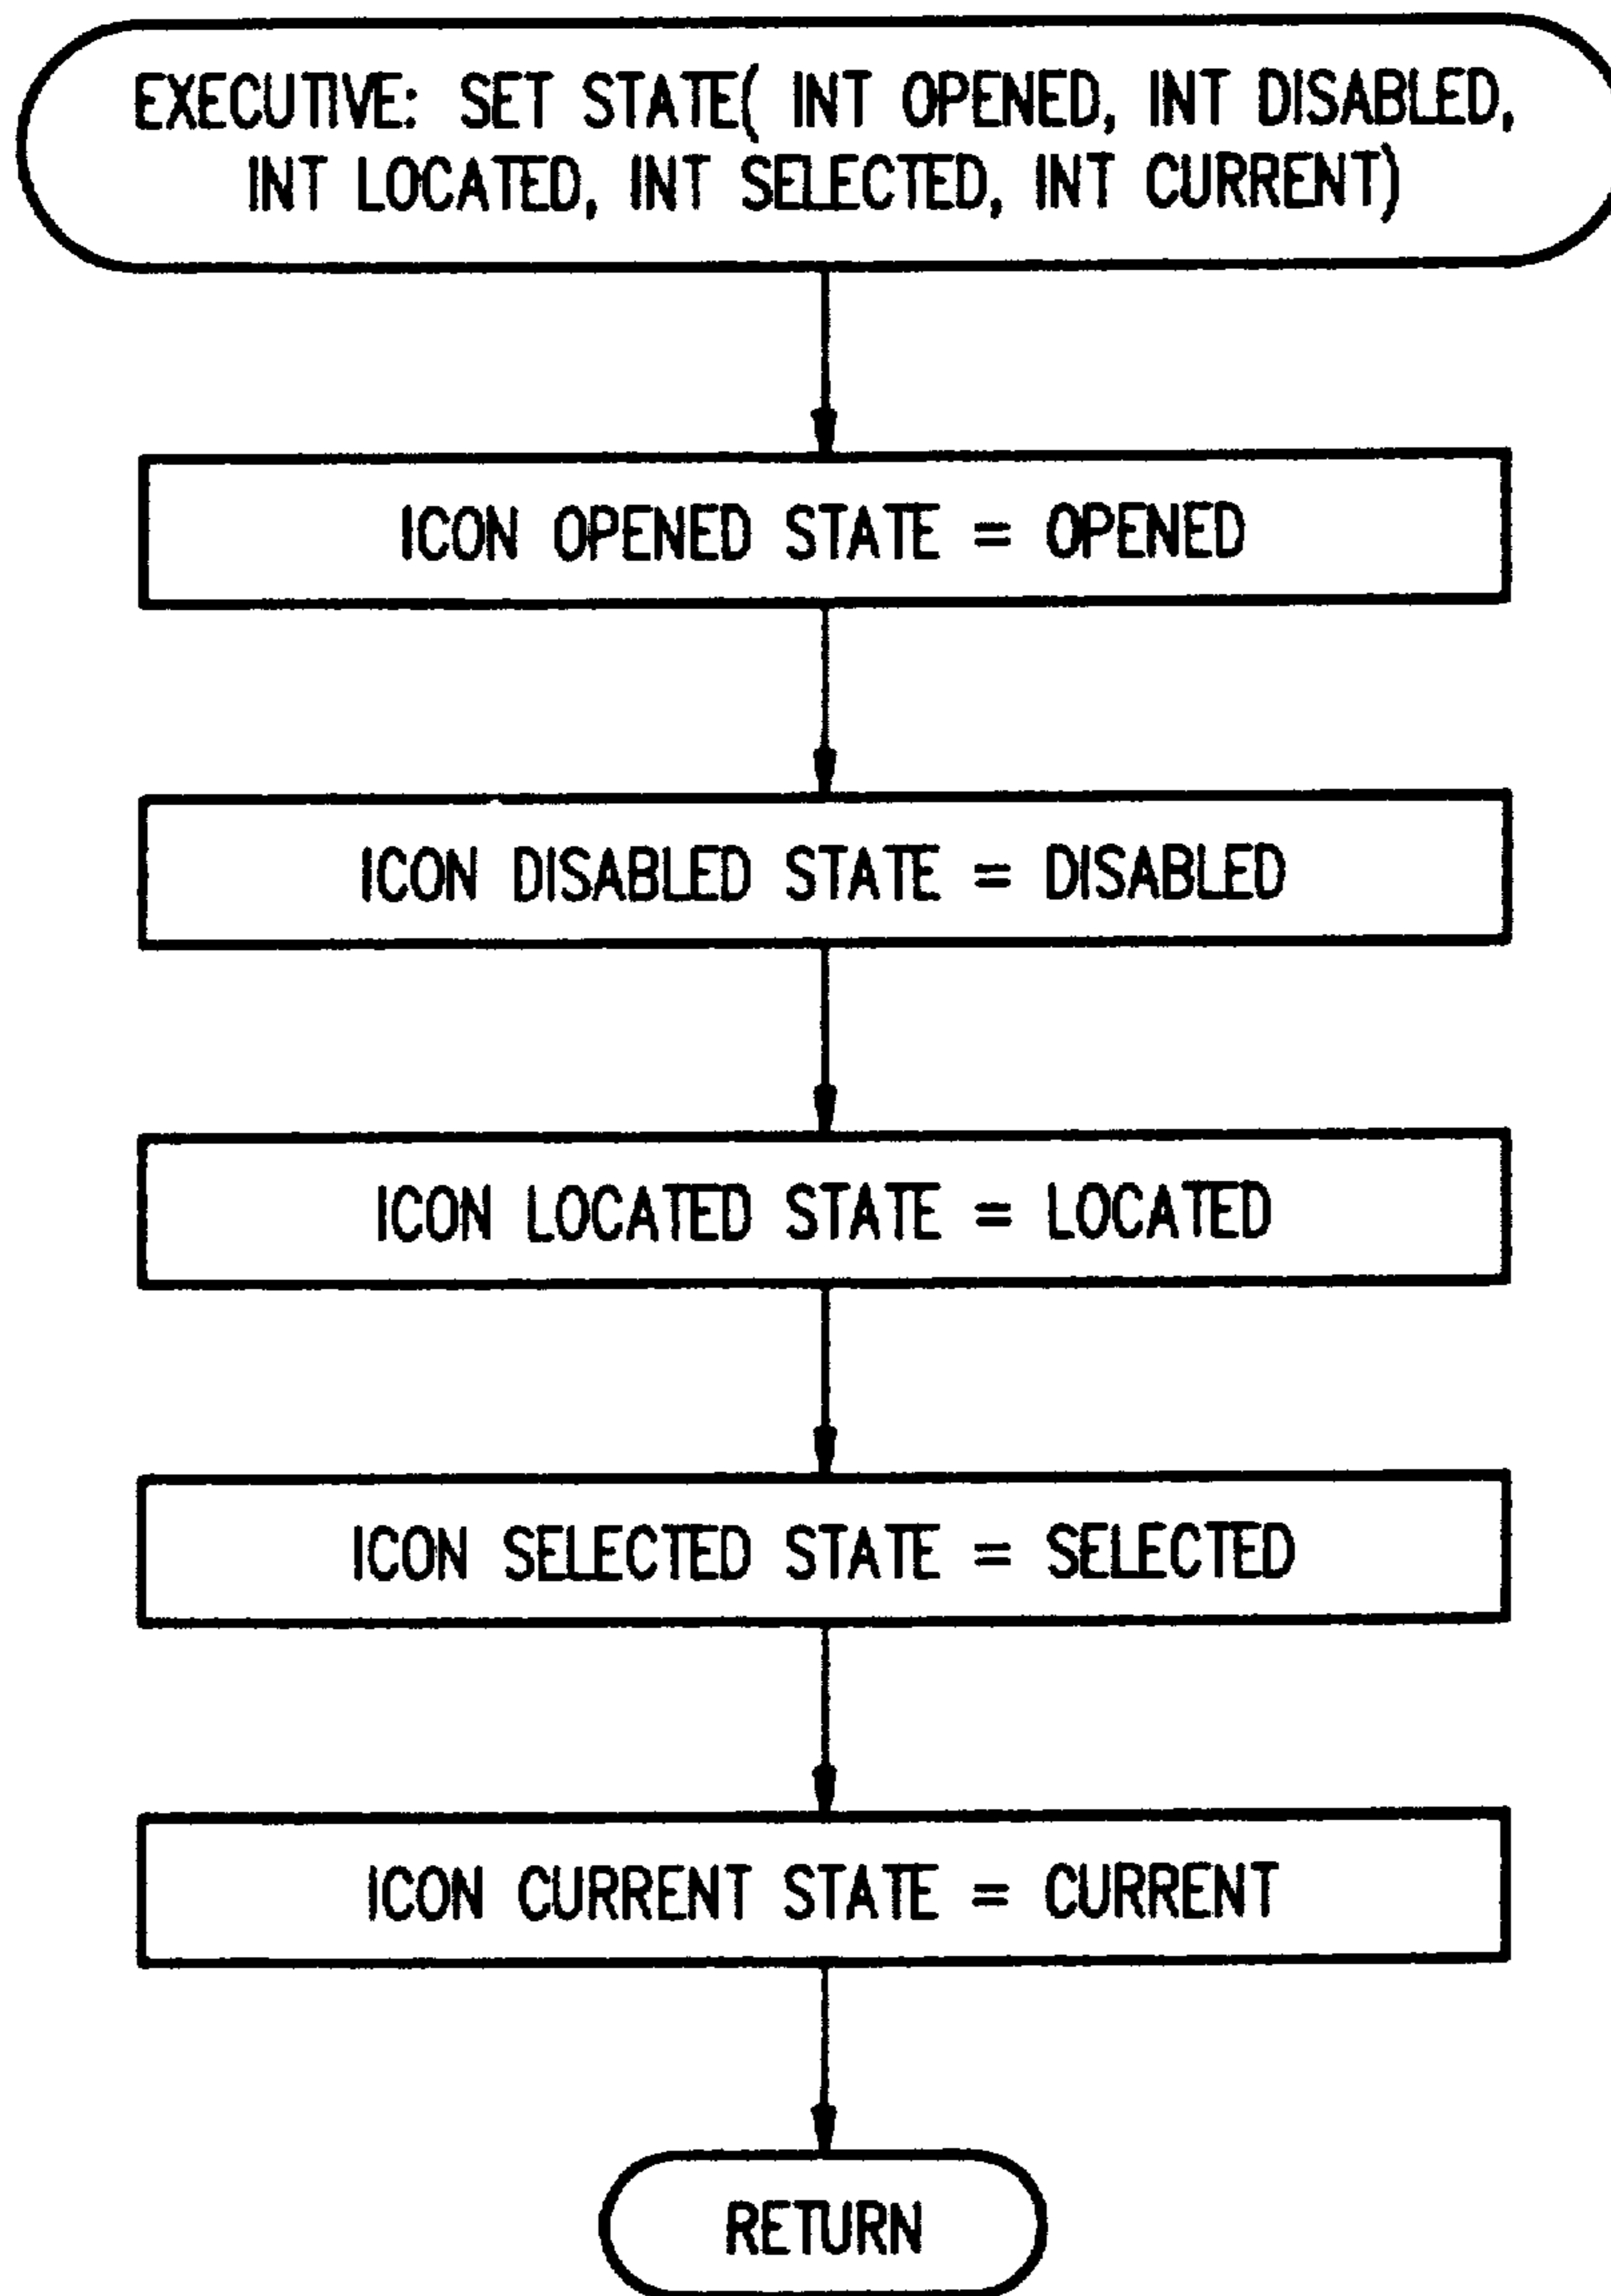 EXECUTIVE: SET STATE( INT OPENED, INT DISABLED,
INT LOCATED, INT SELECTED, INT CURRENT)
ICON OPENED STATE = OPENED
ICON DISABLED STATE = DISABLED
ICON LOCATED STATE = LOCATED
ICON SELECTED STATE = SELECTED
ICON CURRENT STATE = CURRENT
RETURN